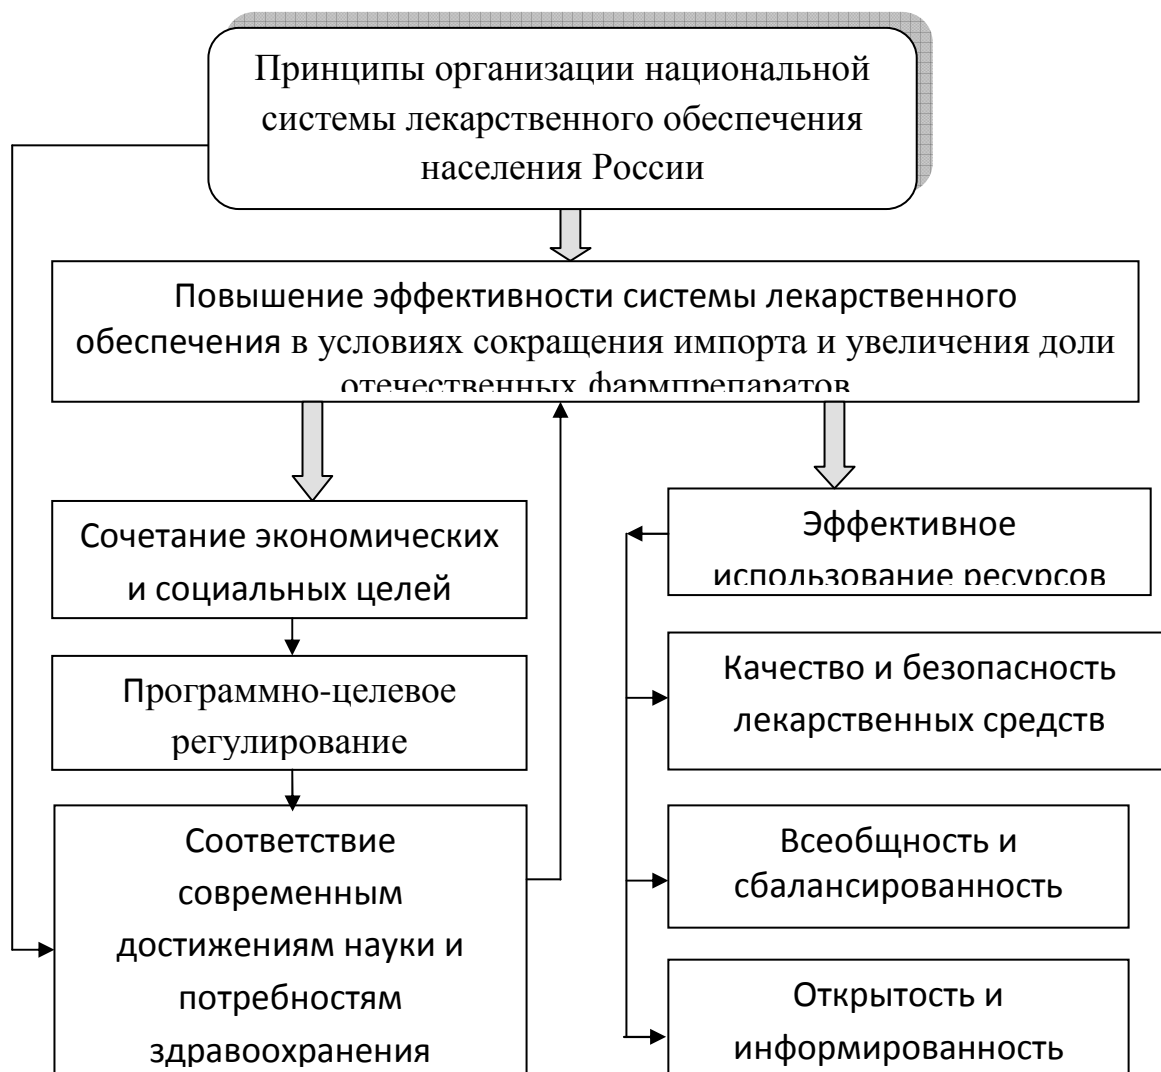 Принципы организации национальной
системы лекарственного обеспечения
населения России
Повышение эффективности системы лекарственного
обеспечения в условиях сокращения импорта и увеличения доли
отечественных фармпрепаратов
Сочетание экономических
и социальных целей
Программно-целевое
регулирование
Соответствие
современным
достижениям науки и
потребностям
здравоохранения
Эффективное
использование ресурсов
Качество и безопасность
лекарственных средств
Всеобщность и
сбалансированность
Открытость и
информированность